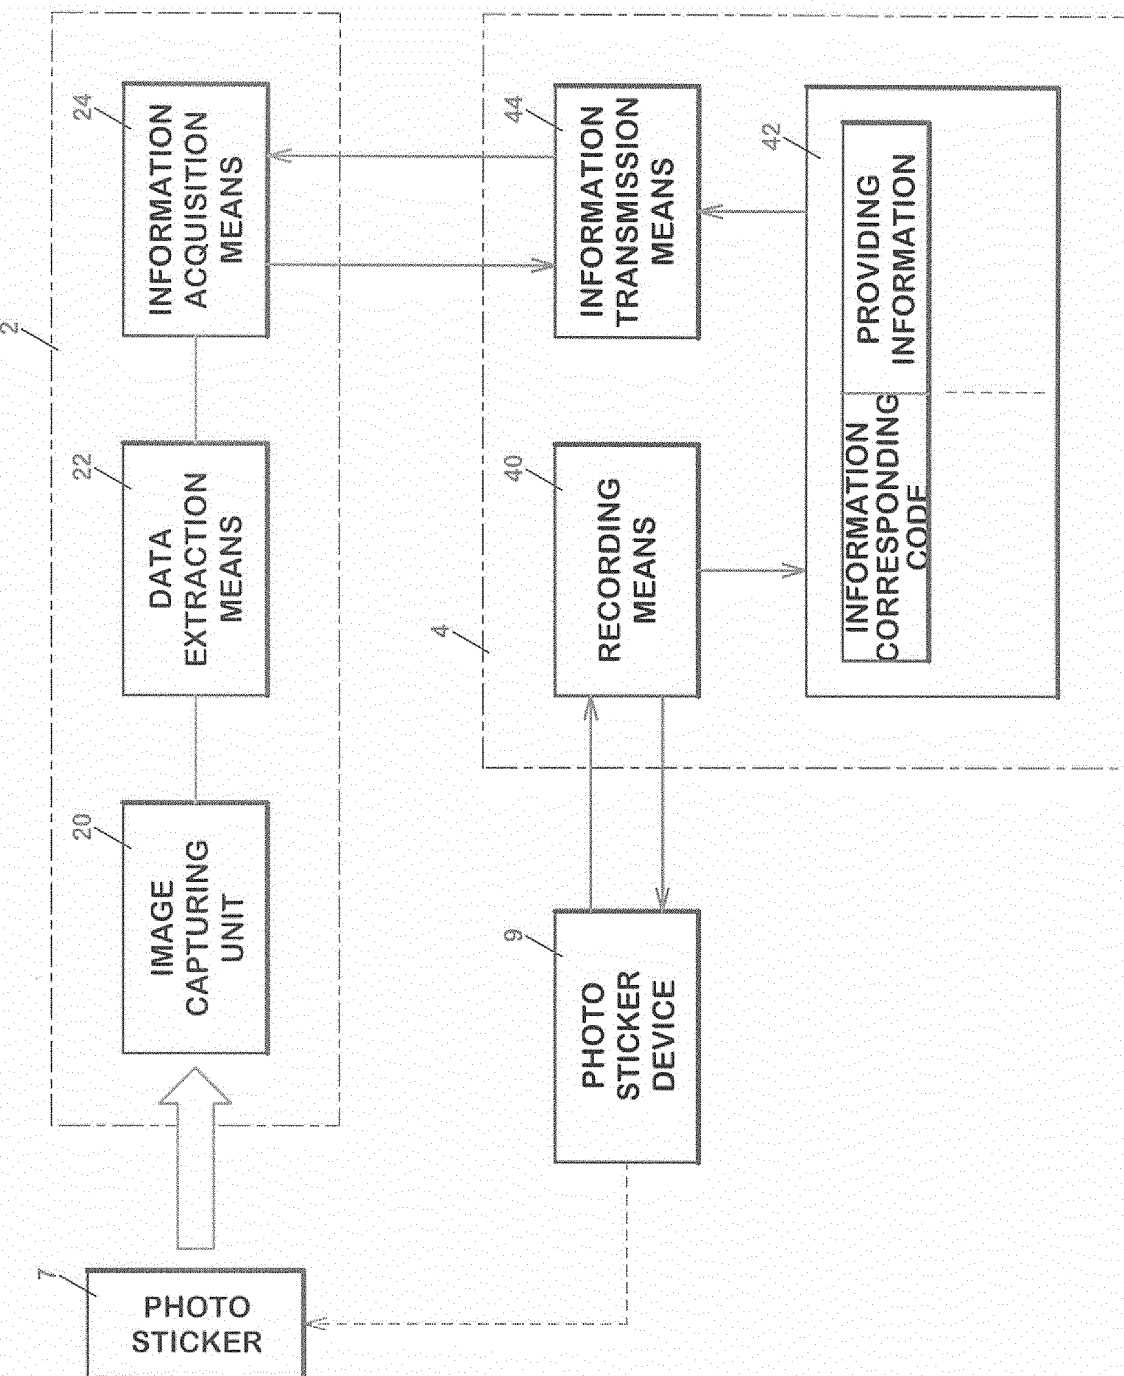 2
24
INFORMATION
ACQUISITION
MEANS
22
DATA
EXTRACTION
MEANS
20
IMAGE
CAPTURING
UNIT
7
PHOTO
STICKER
4
44
INFORMATION
TRANSMISSION
MEANS
40
RECORDING
MEANS
42
PROVIDING
INFORMATION
INFORMATION
CORRESPONDING
CODE
9
PHOTO
STICKER
DEVICE